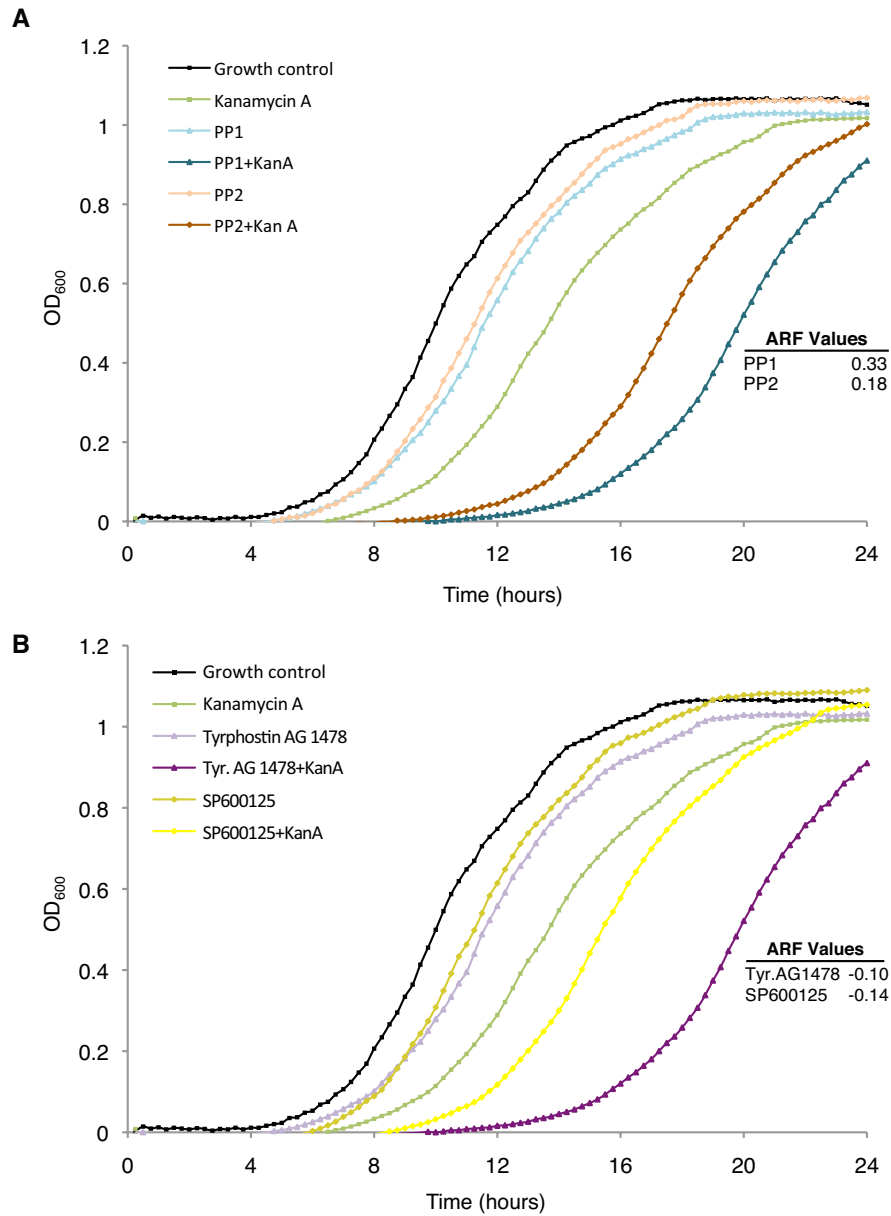 A
1.2
1
0.8
0.6
0.4
0.2
0
OD600
Growth control
Kanamycin A
PP1
PP1+KanA
PP2
PP2+Kan A
ARF Values
PP1 0.33
PP2 0.18
0 4 8 12 16 20 24
Time (hours)
B
1.2
1
0.8
0.6
0.4
0.2
0
OD600
Growth control
Kanamycin A
Tyrphostin AG 1478
Tyr. AG 1478+KanA
SP600125
SP600125+KanA
ARF Values
Tyr.AG1478 -0.10
SP600125 -0.14
0 4 8 12 16 20 24
Time (hours)